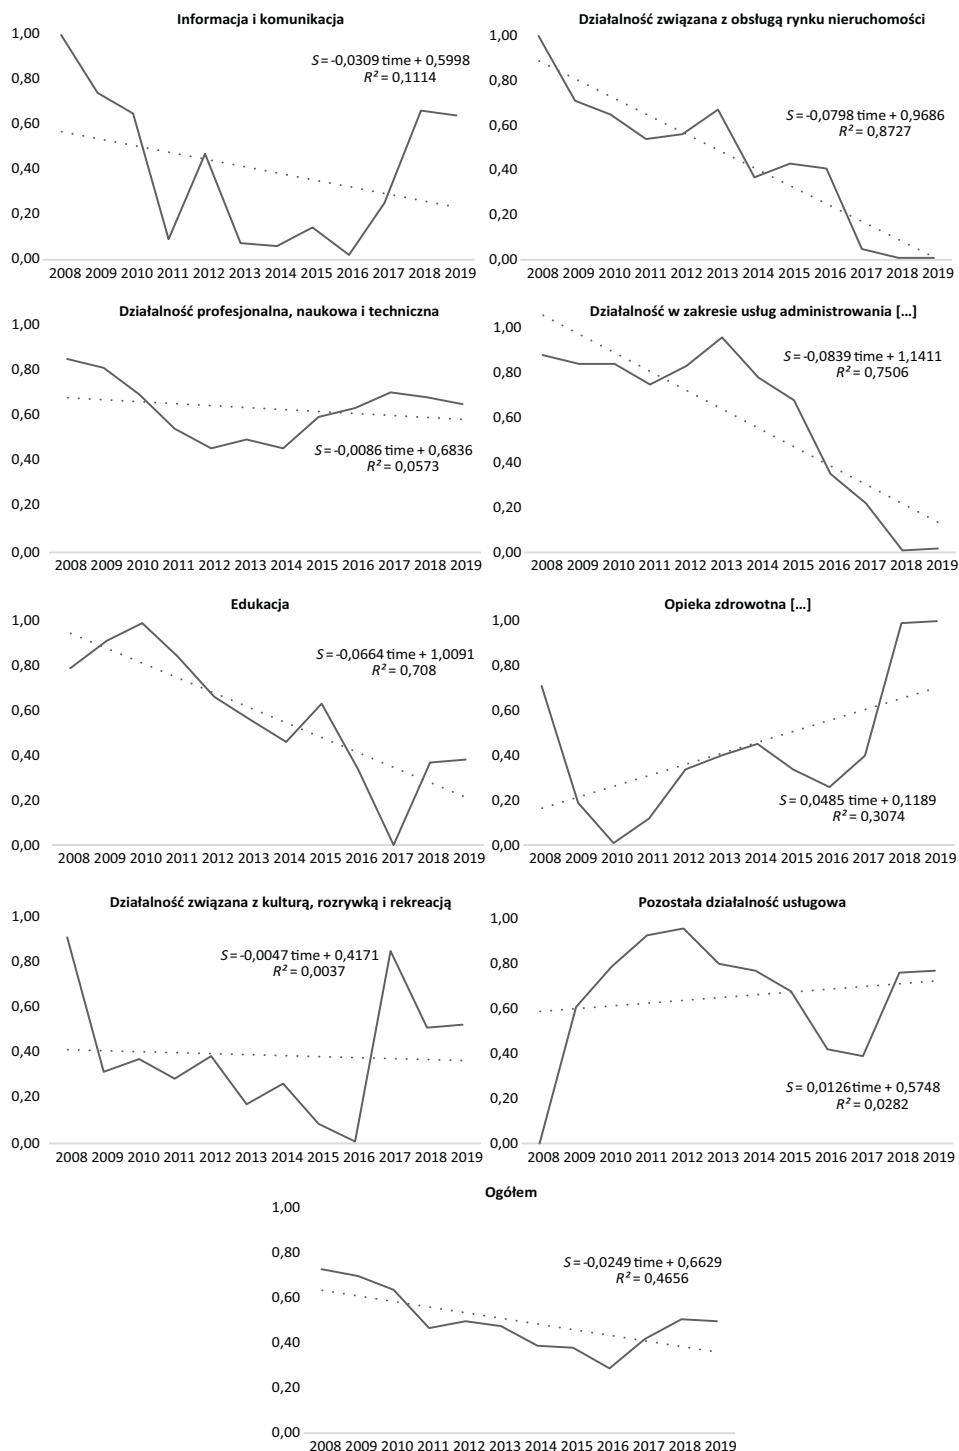 Informacja i komunikacja
1,00
0,80
0,60
0,40
0,20
0,00
S = -0,0309 time + 0,5998
R² = 0,1114
2008 2009 2010 2011 2012 2013 2014 2015 2016 2017 2018 2019
Działalność związana z obsługą rynku nieruchomości
1,00
0,80
0,60
0,40
0,20
0,00
S = -0,0798 time + 0,9686
R² = 0,8727
2008 2009 2010 2011 2012 2013 2014 2015 2016 2017 2018 2019
Działalność profesjonalna, naukowa i techniczna
1,00
0,80
0,60
0,40
0,20
0,00
S = -0,0086 time + 0,6836
R² = 0,0573
2008 2009 2010 2011 2012 2013 2014 2015 2016 2017 2018 2019
Działalność w zakresie usług administrowania [...]
1,00
0,80
0,60
0,40
0,20
0,00
S = -0,0839 time + 1,1411
R² = 0,7506
2008 2009 2010 2011 2012 2013 2014 2015 2016 2017 2018 2019
Edukacja
1,00
0,80
0,60
0,40
0,20
0,00
S = -0,0664 time + 1,0091
R² = 0,708
2008 2009 2010 2011 2012 2013 2014 2015 2016 2017 2018 2019
Opieka zdrowotna [...]
1,00
0,80
0,60
0,40
0,20
0,00
S = 0,0485 time + 0,1189
R² = 0,3074
2008 2009 2010 2011 2012 2013 2014 2015 2016 2017 2018 2019
Działalność związana z kulturą, rozrywką i rekreacją
1,00
0,80
0,60
0,40
0,20
0,00
S = -0,0047 time + 0,4171
R² = 0,0037
2008 2009 2010 2011 2012 2013 2014 2015 2016 2017 2018 2019
Pozostała działalność usługowa
1,00
0,80
0,60
0,40
0,20
0,00
S = 0,0126 time + 0,5748
R² = 0,0282
2008 2009 2010 2011 2012 2013 2014 2015 2016 2017 2018 2019
Ogółem
1,00
0,80
0,60
0,40
0,20
0,00
S = -0,0249 time + 0,6629
R² = 0,4656
2008 2009 2010 2011 2012 2013 2014 2015 2016 2017 2018 2019